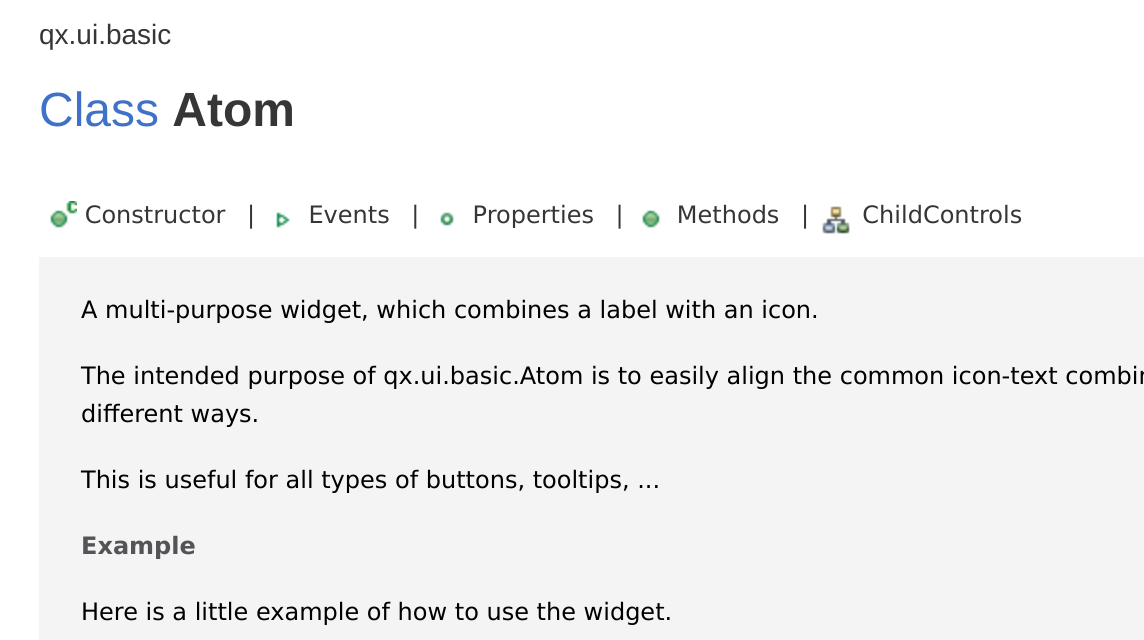 qx.ui.basic
Class Atom
Constructor | Events | Properties | Methods | ChildControls
A multi-purpose widget, which combines a label with an icon.
The intended purpose of qx.ui.basic.Atom is to easily align the common icon-text
different ways.
This is useful for all types of buttons, tooltips, ...
Example
Here is a little example of how to use the widget.